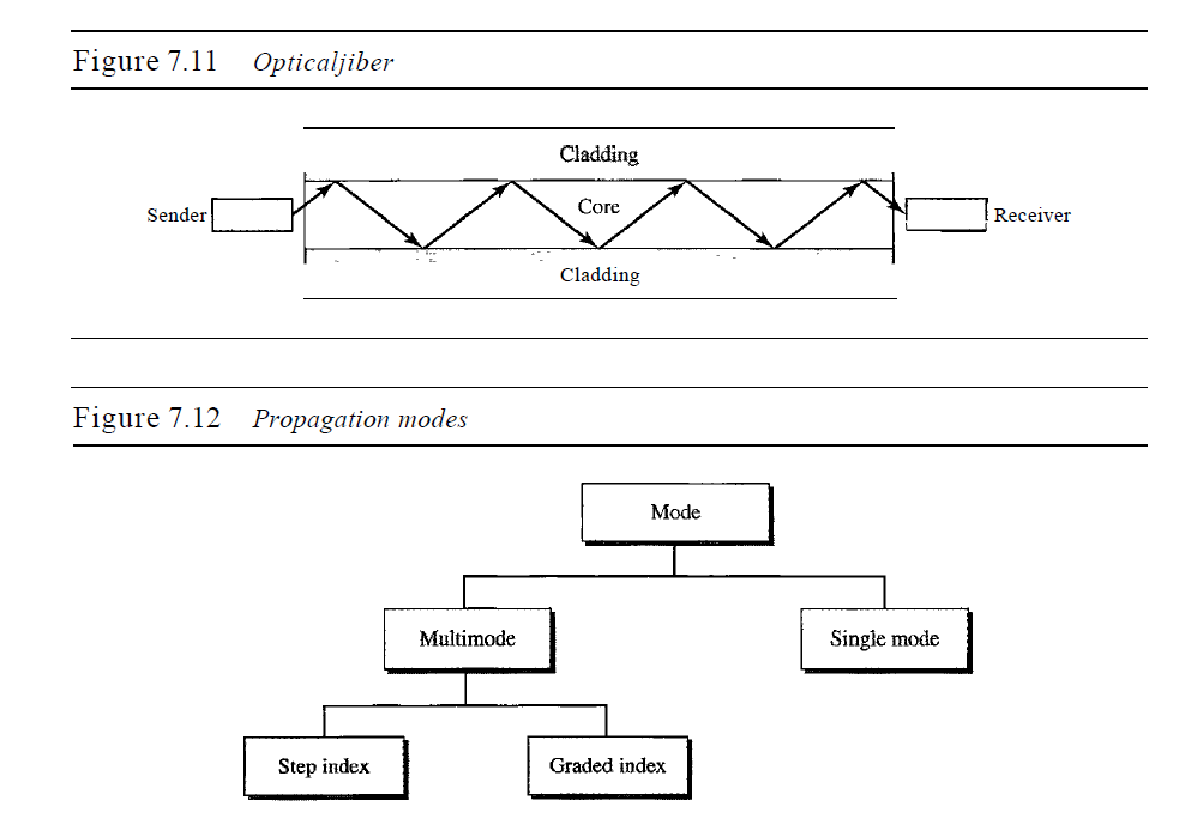 Figure 7.11 Opticaljiber
Cladding
Sender
Core
Receiver
Cladding
Figure 7.12 Propagation modes
Mode
Multimode
Single mode
Step index
Graded index